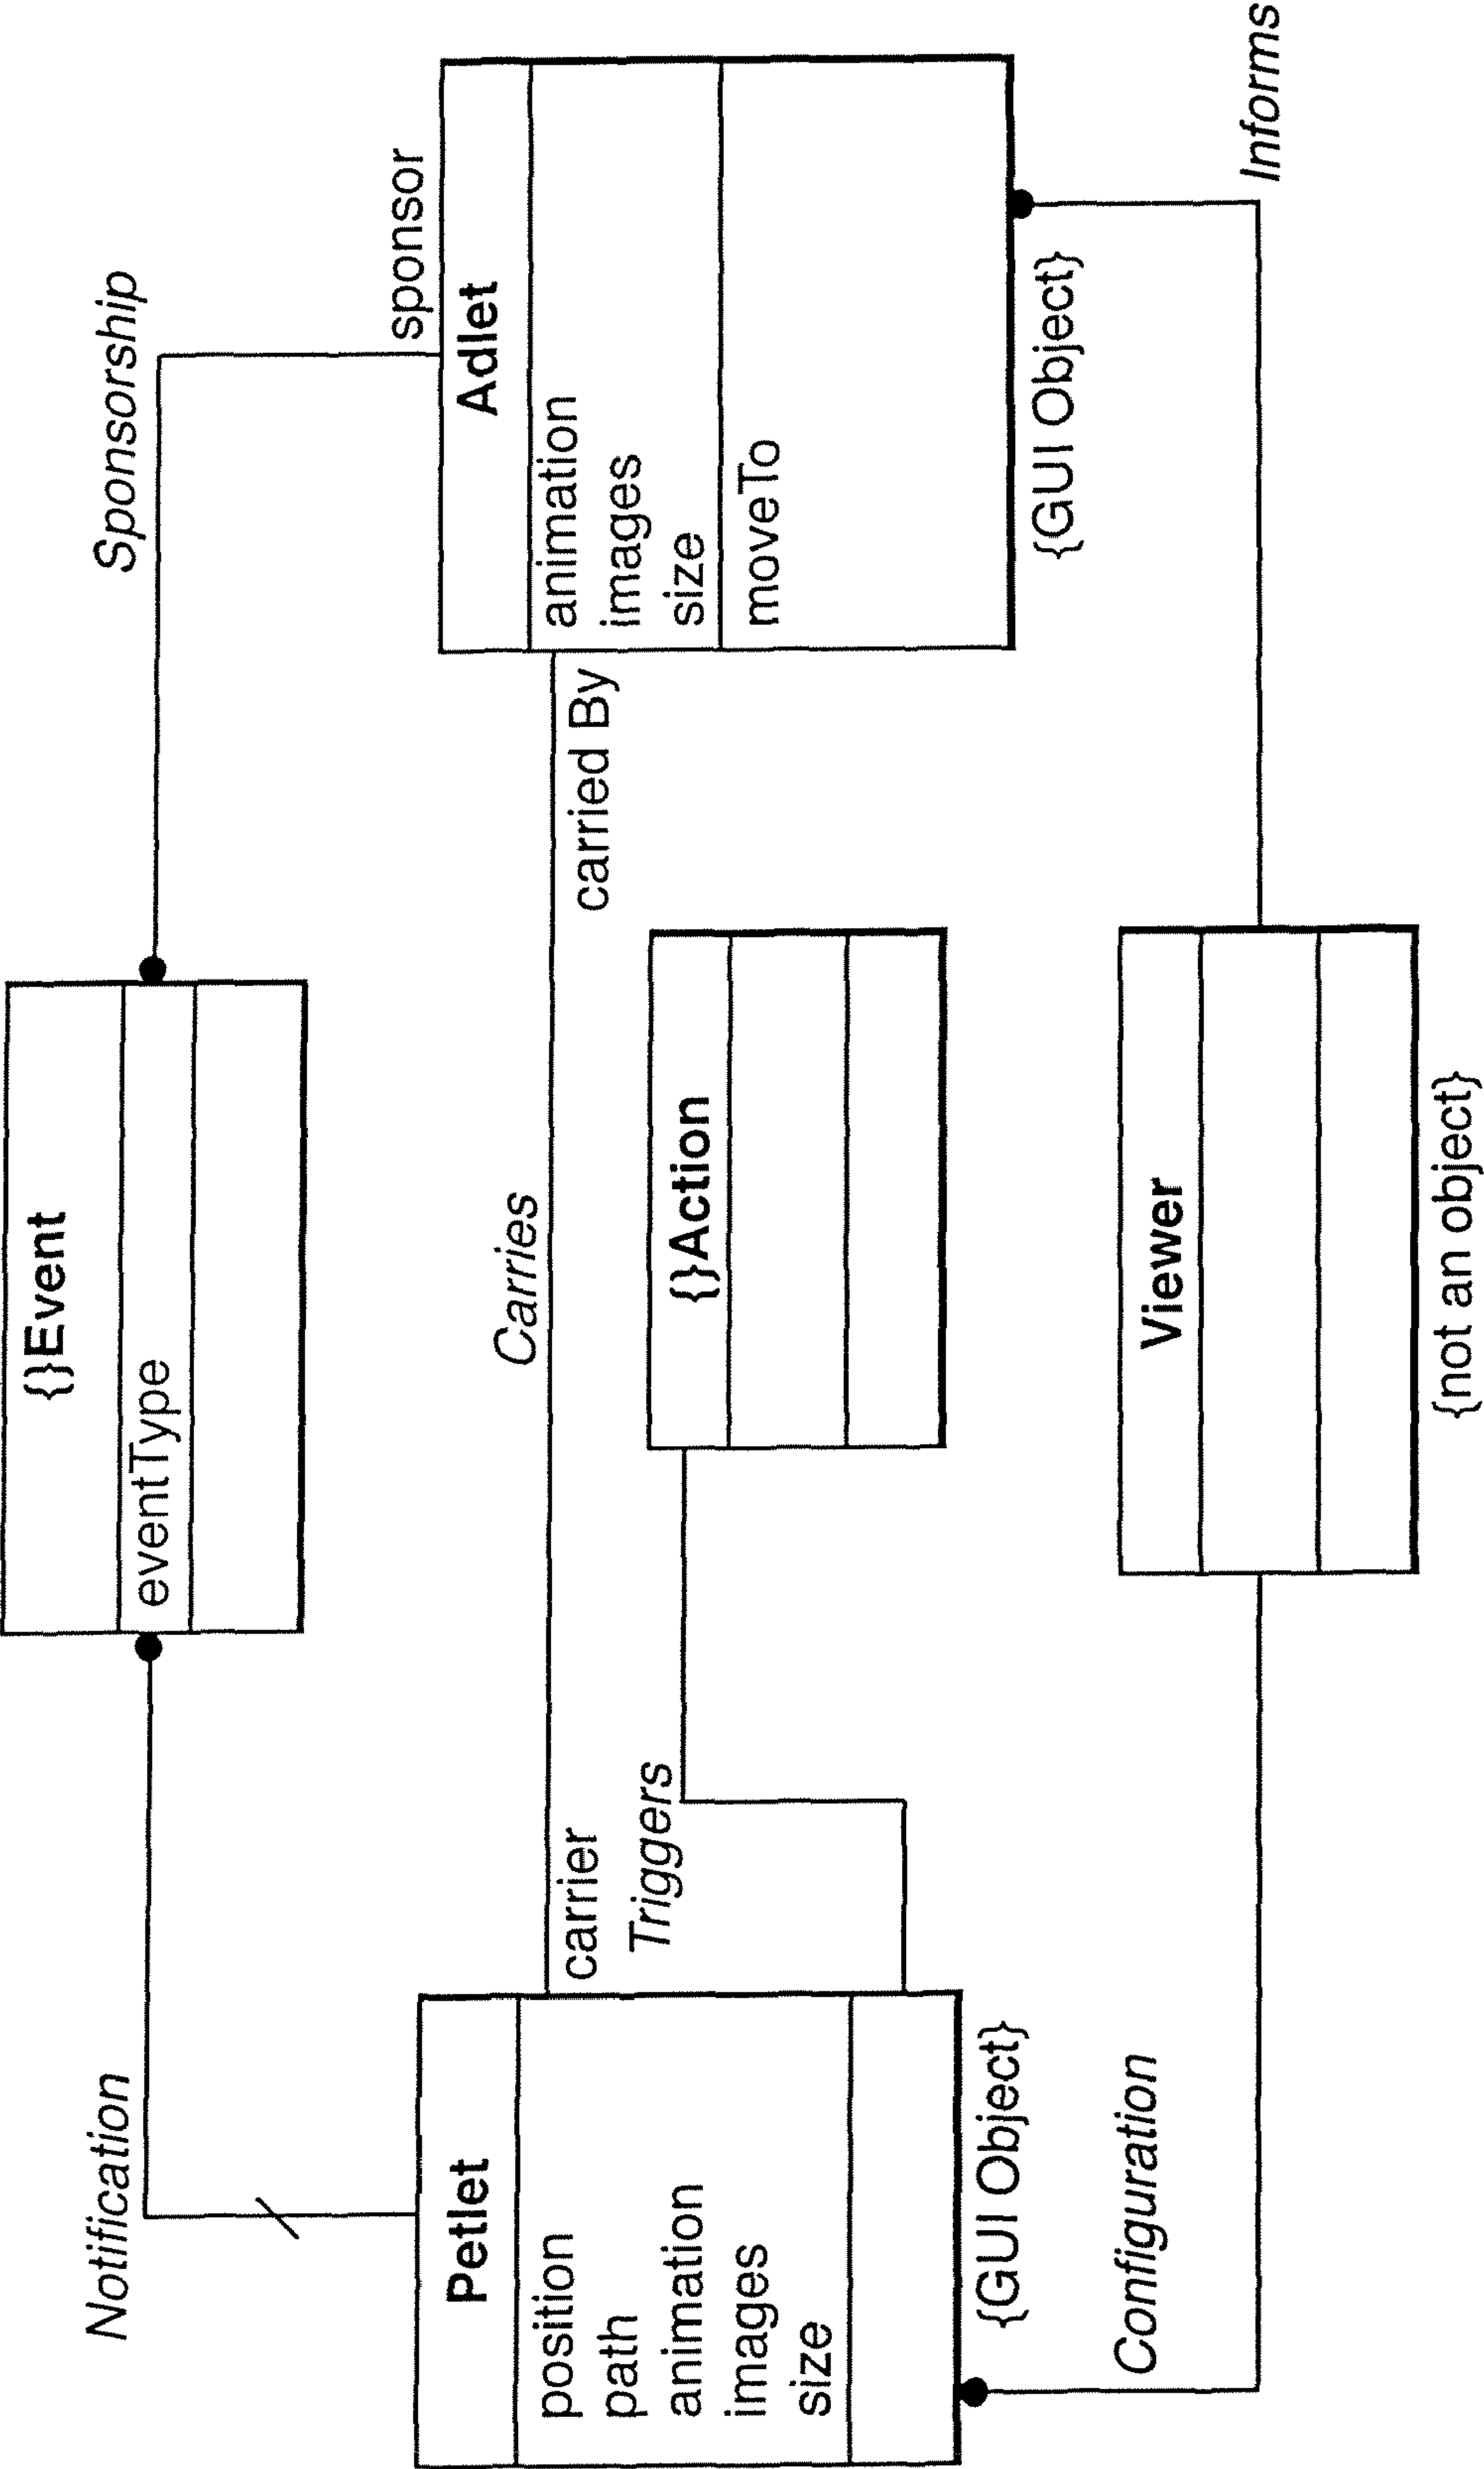 Notification
Sponsorship
{}Event
eventType
Petlet
position
path
animation
images
size
{GUI Object}
carrier
Carries
carried By
sponsor
Adlet
animation
images
size
moveTo
{GUI Object}
Triggers
{}Action
Configuration
Viewer
{not an object}
Informs